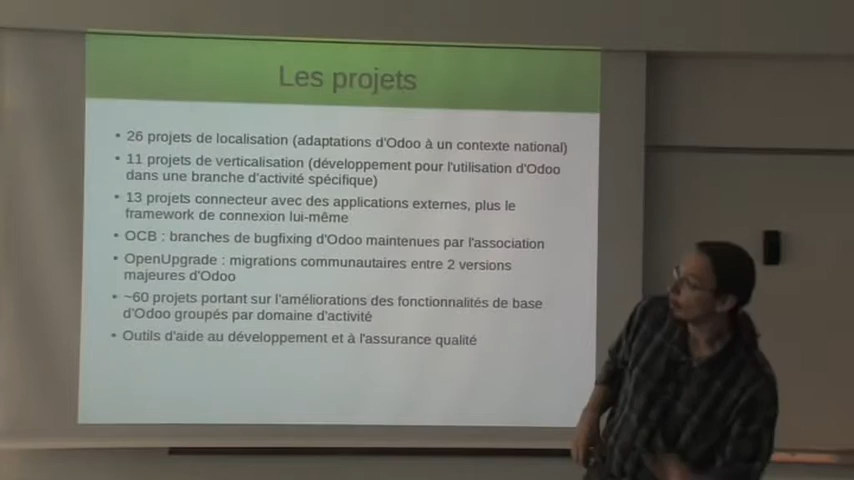 Les projets
• 26 projets de localisation (adaptations d'Odoo à un contexte national)
• 11 projets de verticalisation (développement pour l'utilisation d'Odoo
dans une branche d'activité spécifique)
• 13 projets connecteur avec des applications externes, plus le
framework de connexion lui-même
• OCB : branches de bugfixing d'Odoo maintenues par l'association
• OpenUpgrade : migrations communautaires entre 2 versions
majeures d'Odoo
• ~60 projets portant sur l'améliorations des fonctionnalités de base
d'Odoo groupés par domaine d'activité
• Outils d'aide au développement et à l'assurance qualité